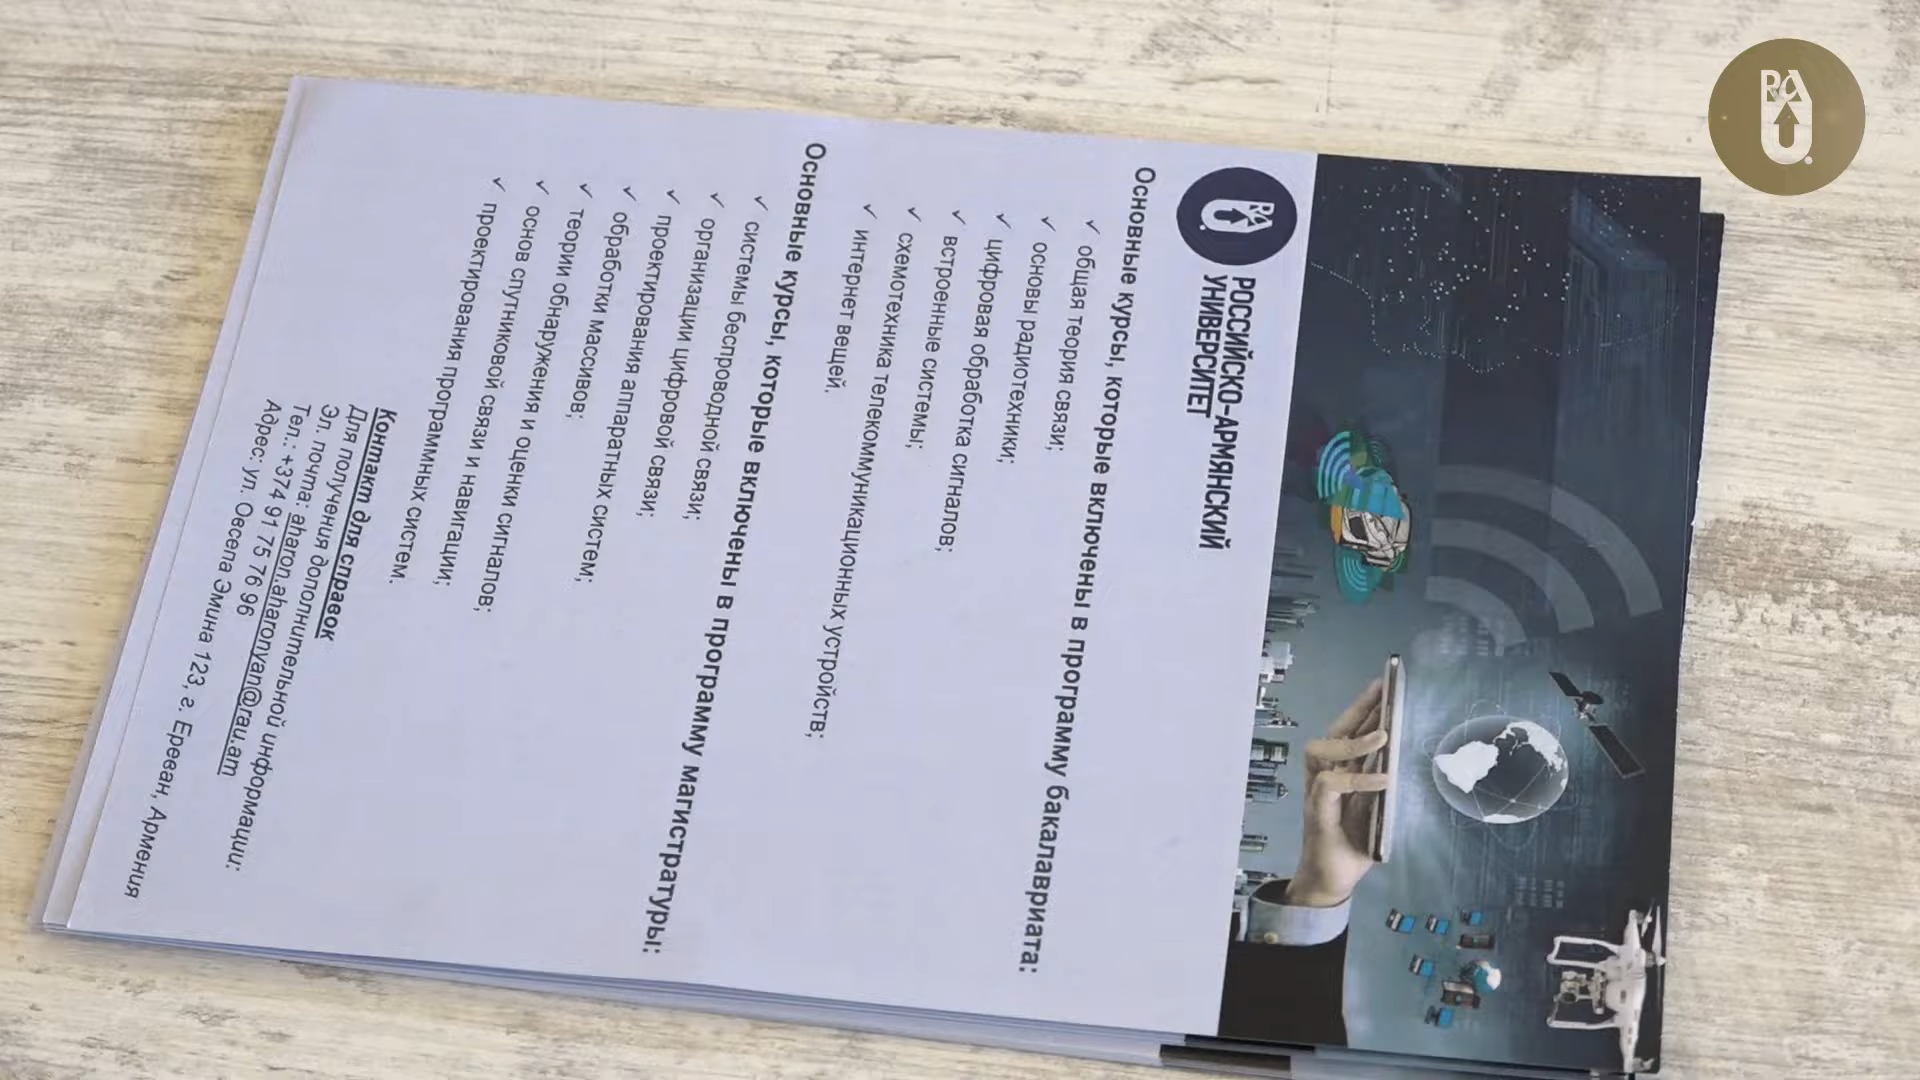 RAU
РОССИЙСКО-АРМЯНСКИЙ
УНИВЕРСИТЕТ
Основные курсы, которые включены в программу бакалавриата:
✓ общая теория связи;
✓ основы радиотехники;
✓ цифровая обработка сигналов;
✓ встроенные системы;
✓ схемотехника телекоммуникационных устройств;
✓ интернет вещей.
Основные курсы, которые включены в программу магистратуры:
✓ системы беспроводной связи;
✓ организации цифровой связи;
✓ проектирования аппаратных систем;
✓ обработки массивов;
✓ теории обнаружения и оценки сигналов;
✓ основ спутниковой связи и навигации;
✓ проектирования программных систем.
Контакт для справок
Для получения дополнительной информации:
Эл. почта: aharon.aharonyan@rau.am
Тел.: +374 91 75 76 96
Адрес: ул. Овсепа Эмина 123, г. Ереван, Армения
RAU